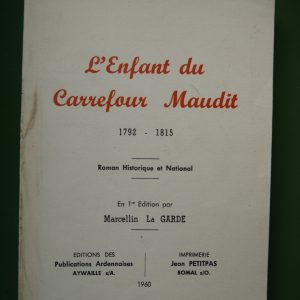 L'Enfant du
Carrefour Maudit
1792 - 1815
Roman Historique et National
En 1re Edition par
Marcellin La GARDE
EDITIONS DES
Publications Ardennaises
AYWAILLE s/A.
IMPRIMERIE
Jean PETITPAS
BOMAL s/O.
1960